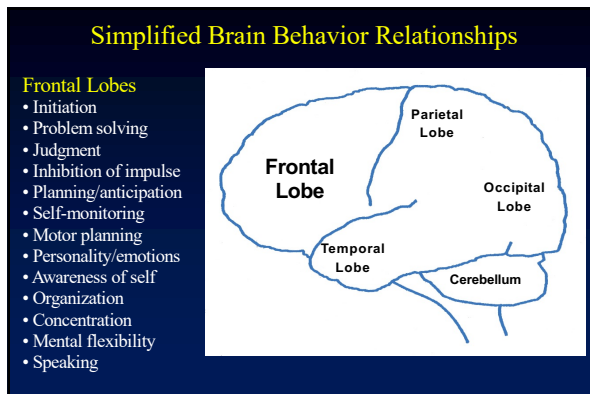 Simplified Brain Behavior Relationships
Frontal Lobes
• Initiation
• Problem solving
• Judgment
• Inhibition of impulse
• Planning/anticipation
• Self-monitoring
• Motor planning
• Personality/emotions
• Awareness of self
• Organization
• Concentration
• Mental flexibility
• Speaking
Parietal
Lobe
Frontal
Lobe
Occipital
Lobe
Temporal
Lobe
Cerebellum